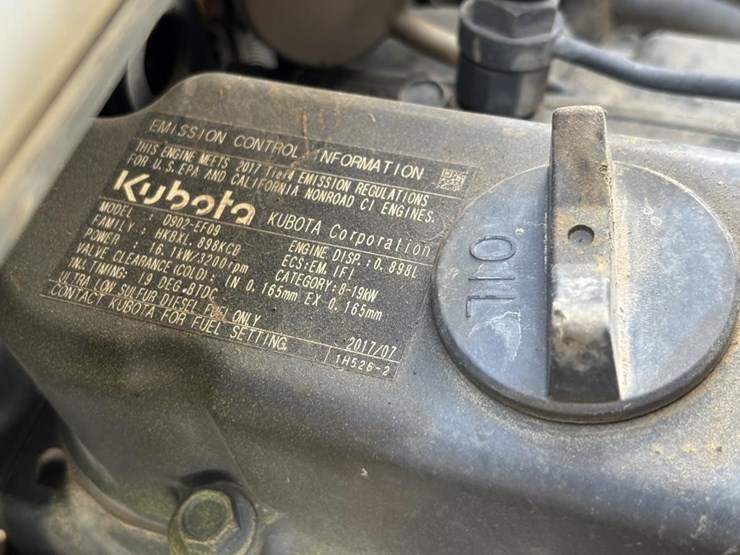 EMISSION CONTROL INFORMATION
THIS ENGINE MEETS 2017 Tier4 EMISSION REGULATIONS
FOR U.S. EPA AND CALIFORNIA NONROAD CI ENGINES.
Kubota KUBOTA Corporation
MODEL : D902-EF09 ENGINE DISP.: 0.898L
FAMILY : HKBXL.898KCB ECS:EM, IFI
POWER : 16.1kW/3200rpm CATEGORY: 8-19kW
VALVE CLEARANCE(COLD): IN 0.165mm EX 0.165mm
INJ. TIMING: 19 DEG.BTDC
ULTRA LOW SULFUR DIESEL FUEL ONLY 2017/07
CONTACT KUBOTA FOR FUEL SETTING. 1H526-2
OIL